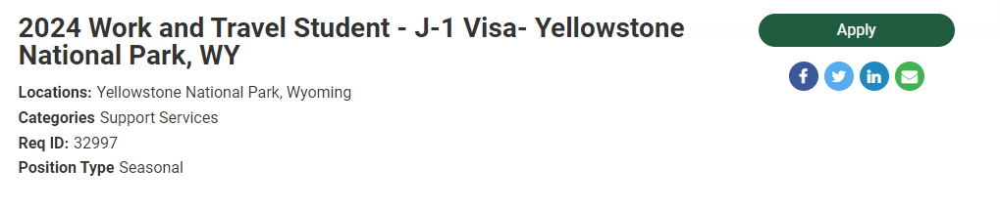 2024 Work and Travel Student - J-1 Visa- Yellowstone
National Park, WY
Apply
Locations: Yellowstone National Park, Wyoming
Categories Support Services
Req ID: 32997
Position Type Seasonal